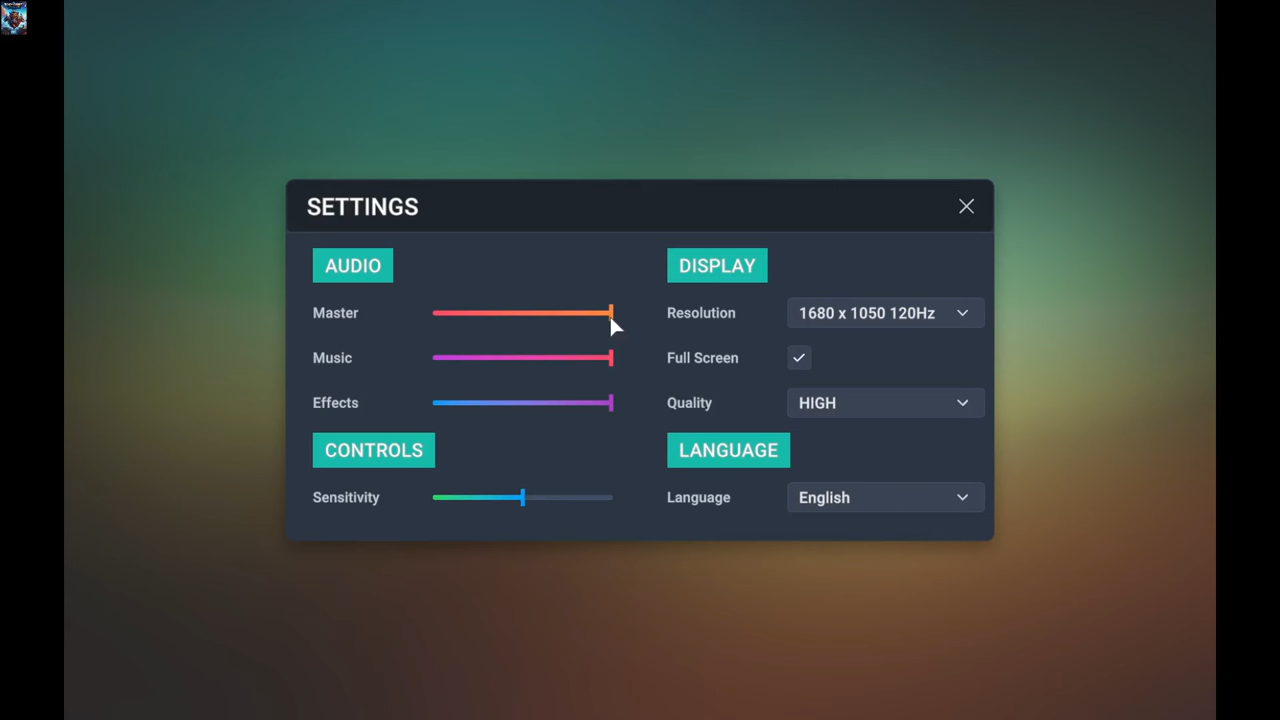 SETTINGS
AUDIO
Master
Music
Effects
CONTROLS
Sensitivity
DISPLAY
Resolution 1680 x 1050 120Hz
Full Screen
Quality HIGH
LANGUAGE
Language English